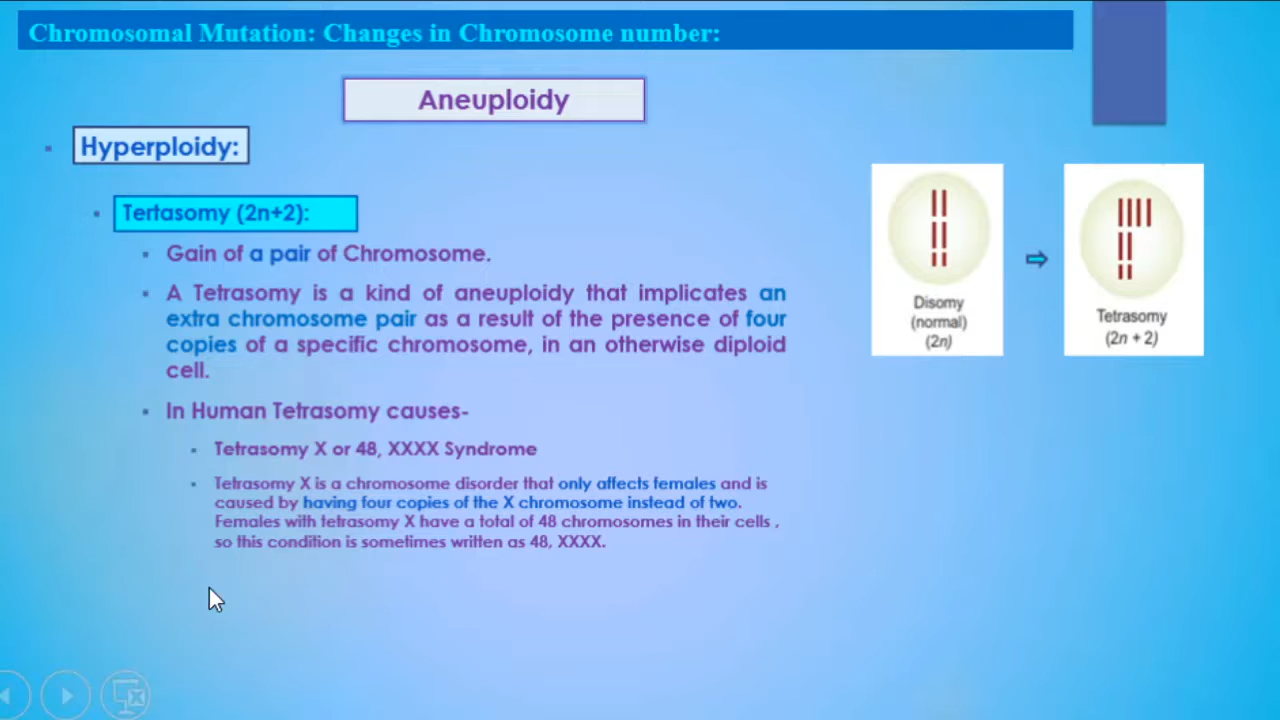 Chromosomal Mutation: Changes in Chromosome number:
Aneuploidy
Hyperploidy:
Tertasomy (2n+2):
Gain of a pair of Chromosome.
A Tetrasomy is a kind of aneuploidy that implicates an
extra chromosome pair as a result of the presence of four
copies of a specific chromosome, in an otherwise diploid
cell.
In Human Tetrasomy causes-
Tetrasomy X or 48, XXXX Syndrome
Tetrasomy X is a chromosome disorder that only affects females and is
caused by having four copies of the X chromosome instead of two.
Females with tetrasomy X have a total of 48 chromosomes in their cells ,
so this condition is sometimes written as 48, XXXX.
Disomy
(normal)
(2n)
Tetrasomy
(2n + 2)